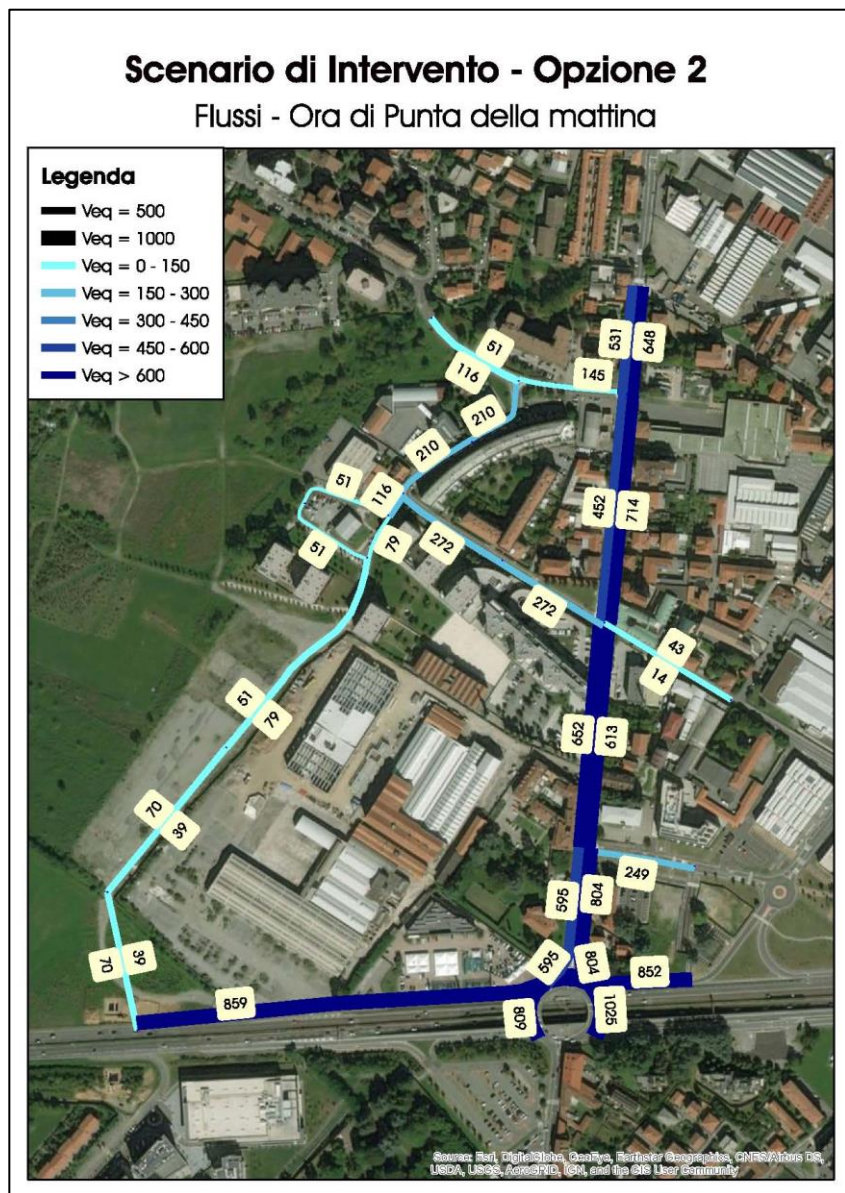 Scenario di Intervento - Opzione 2
Flussi - Ora di Punta della mattina
Legenda
Veq = 500
Veq = 1000
Veq = 0 - 150
Veq = 150 - 300
Veq = 300 - 450
Veq = 450 - 600
Veq > 600
531
648
51
116
145
210
210
51
116
452
714
79
272
51
272
43
14
51
79
652
613
70
39
249
595
804
70
39
595
804
852
859
809
1025
Source: Esri, DigitalGlobe, GeoEye, Earthstar Geographics, CNES/Airbus DS,
USDA, USGS, AeroGRID, IGN, and the GIS User Community